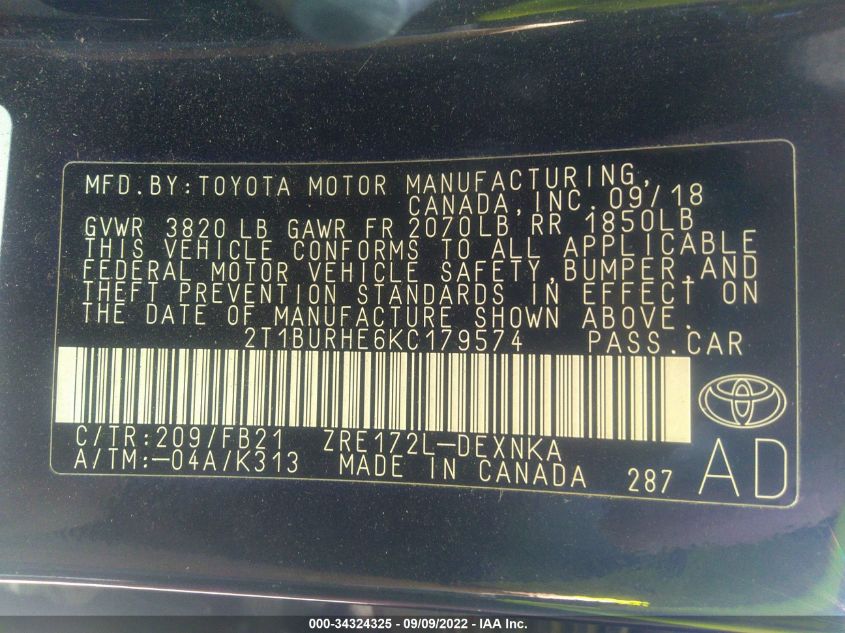 MFD.BY:TOYOTA MOTOR MANUFACTURING,
CANADA,INC. 09/18
GVWR 3820 LB GAWR FR 2070LB RR 1850LB
THIS VEHICLE CONFORMS TO ALL APPLICABLE
FEDERAL MOTOR VEHICLE SAFETY,BUMPER,AND
THEFT PREVENTION STANDARDS IN EFFECT ON
THE DATE OF MANUFACTURE SHOWN ABOVE.
2T1BURHE6KC179574 PASS.CAR
C/TR:209/FB21 ZRE172L-DEXNKA
A/TM:-04A/K313 MADE IN CANADA 287 AD
000-34324325 - 09/09/2022 - IAA Inc.